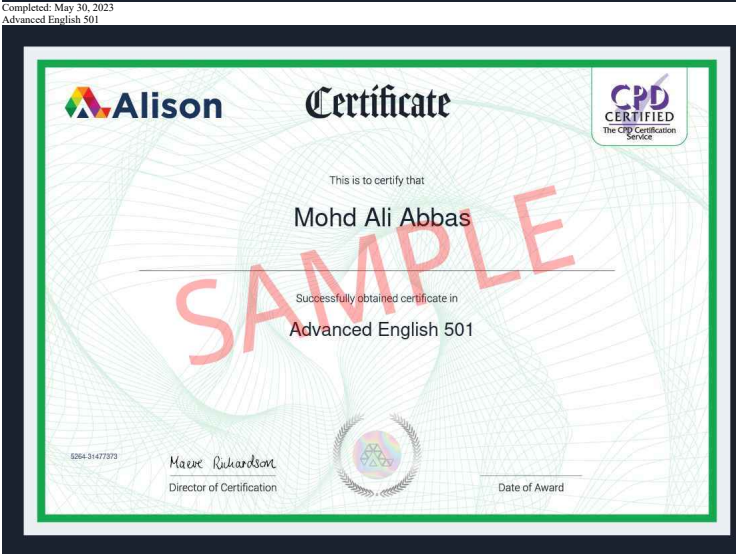 Completed: May 30, 2023
Advanced English 501
Alison
Certificate
CPD
CERTIFIED
The CPD Certification
Service
This is to certify that
Mohd Ali Abbas
SAMPLE
Successfully obtained certificate in
Advanced English 501
5264-31477373
Maeve Richardson
Director of Certification
Date of Award